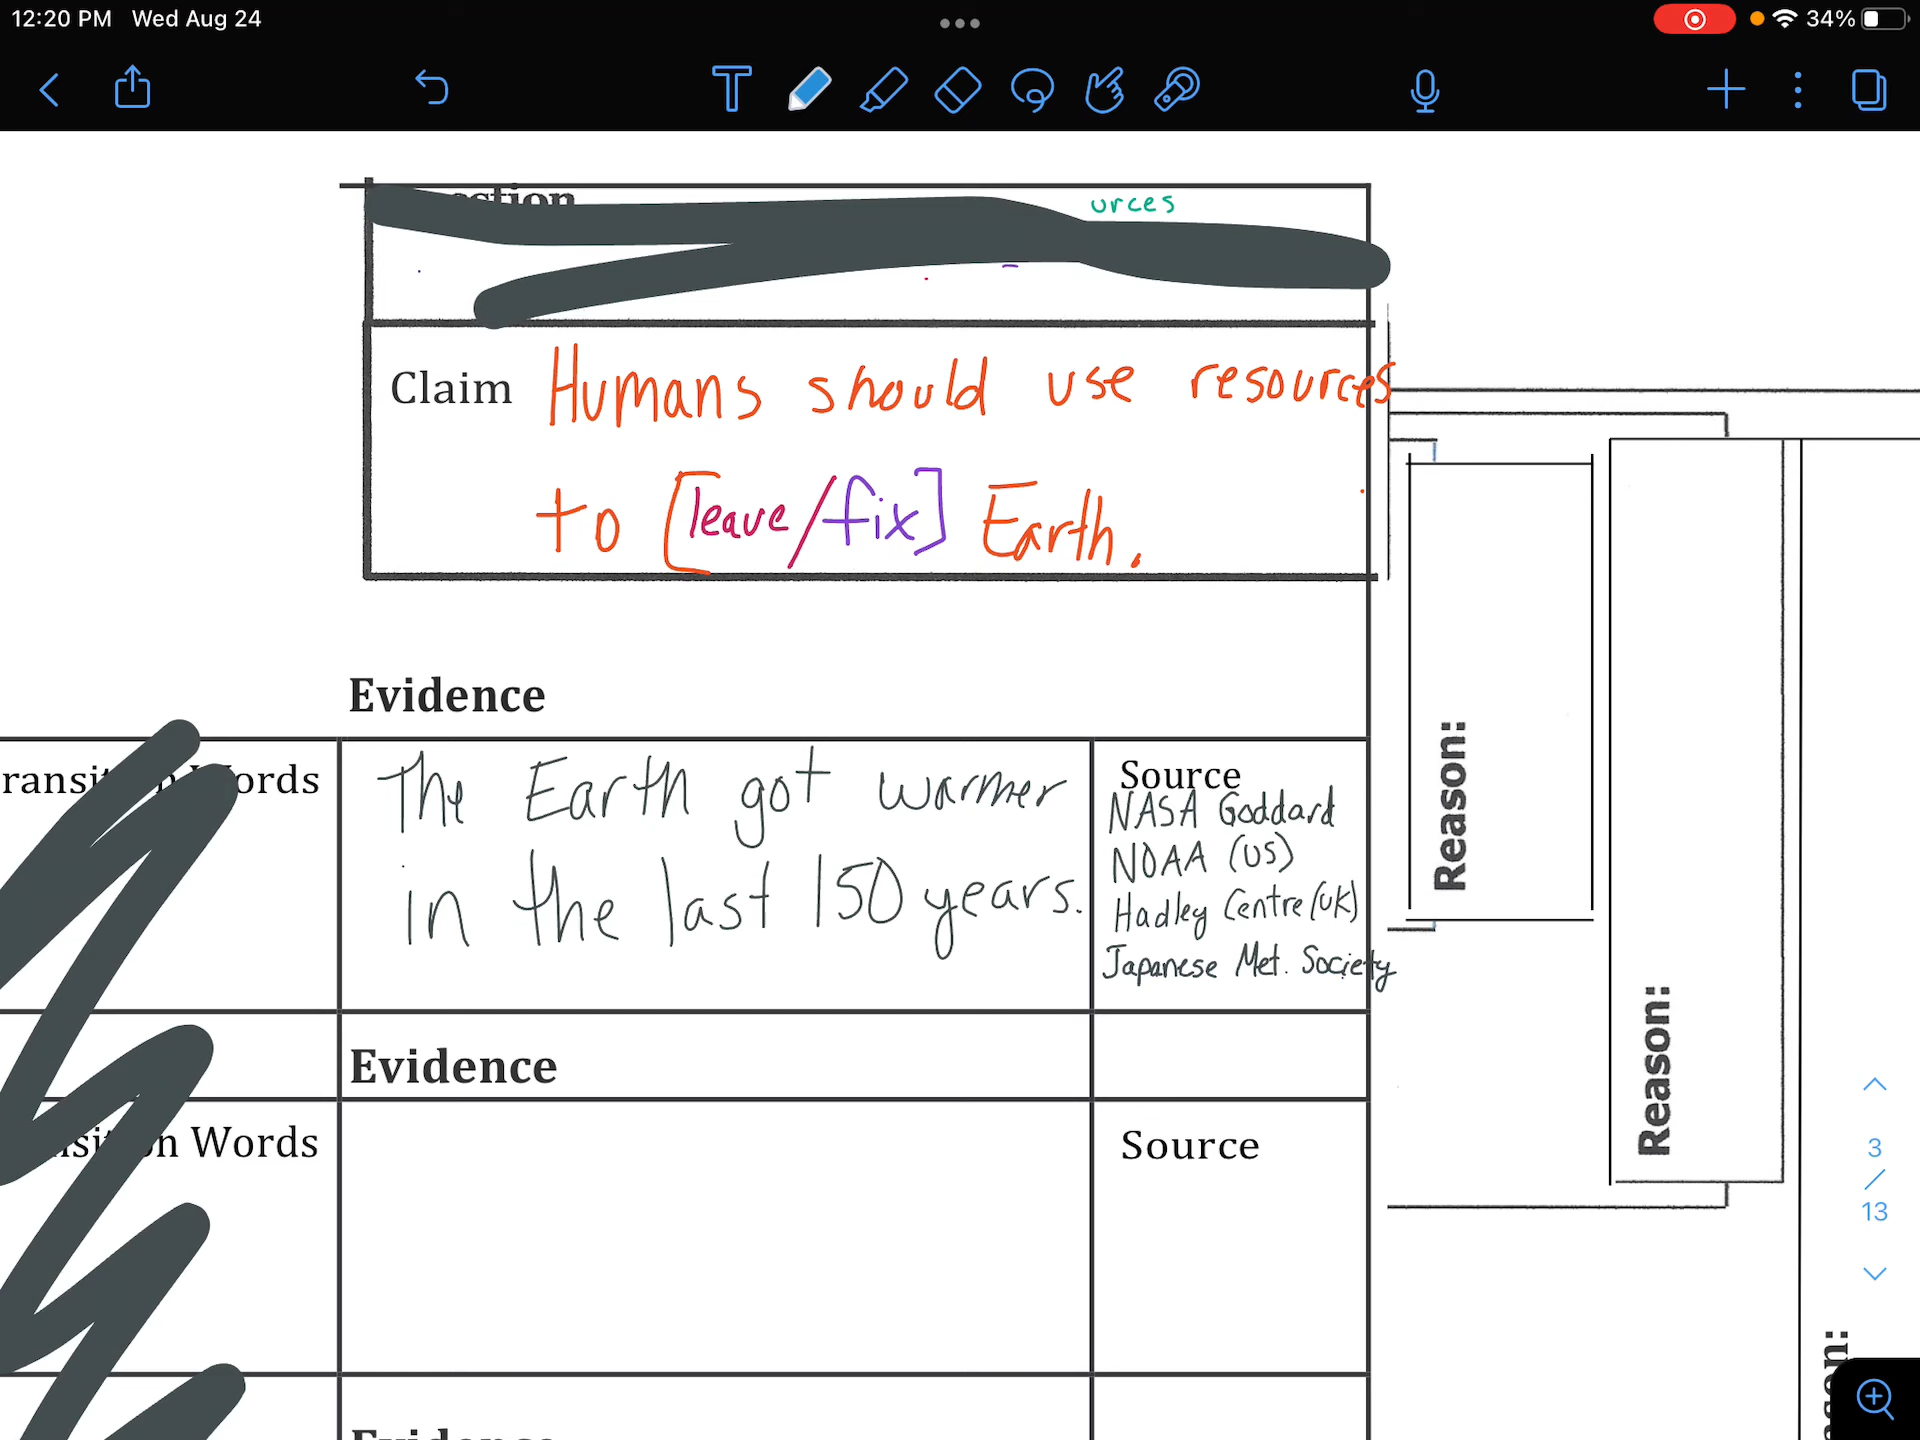 12:20 PM Wed Aug 24
34%
urces
Claim Humans should use resources
to [leave/fix] Earth.
Evidence
Words
The Earth got warmer
in the last 150 years.
Source
NASA Goddard
NOAA (US)
Hadley Centre (UK)
Japanese Met. Society
Evidence
Words
Source
Evidence
Reason:
Reason:
3
/
13